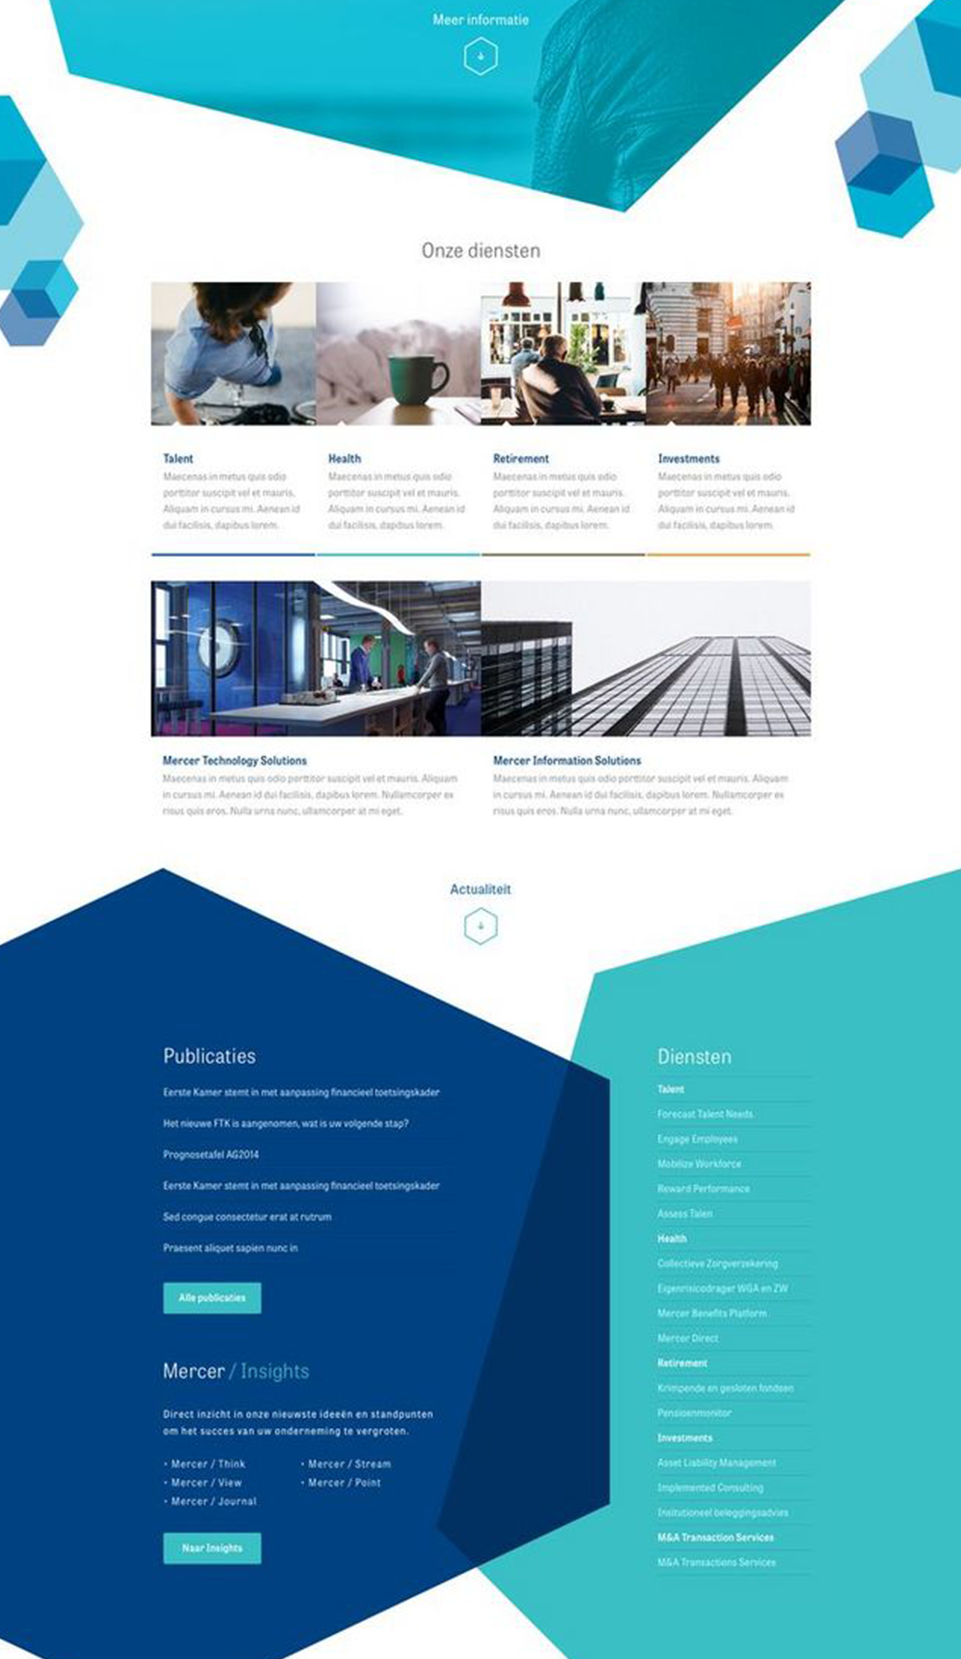 Meer informatie
Onze diensten
Talent
Maecenas in metus quis odio
porttitor suscipit vel et mauris.
Aliquam in cursus mi. Aenean id
dui facilisis, dapibus lorem.
Health
Maecenas in metus quis odio
porttitor suscipit vel et mauris.
Aliquam in cursus mi. Aenean id
dui facilisis, dapibus lorem.
Retirement
Maecenas in metus quis odio
porttitor suscipit vel et mauris.
Aliquam in cursus mi. Aenean id
dui facilisis, dapibus lorem.
Investments
Maecenas in metus quis odio
porttitor suscipit vel et mauris.
Aliquam in cursus mi. Aenean id
dui facilisis, dapibus lorem.
Mercer Technology Solutions
Maecenas in metus quis odio porttitor suscipit vel et mauris. Aliquam
in cursus mi. Aenean id dui facilisis, dapibus lorem. Nullamcorper ex
risus quis eros. Nulla urna nunc, ullamcorper at mi eget.
Mercer Information Solutions
Maecenas in metus quis odio porttitor suscipit vel et mauris. Aliquam
in cursus mi. Aenean id dui facilisis, dapibus lorem. Nullamcorper ex
risus quis eros. Nulla urna nunc, ullamcorper at mi eget.
Actualiteit
Publicaties
Eerste Kamer stemt in met aanpassing financieel toetsingskader
Het nieuwe FTK is aangenomen, wat is uw volgende stap?
Prognosetafel AG2014
Eerste Kamer stemt in met aanpassing financieel toetsingskader
Sed congue consectetur erat at rutrum
Praesent aliquet sapien nunc in
Alle publicaties
Mercer / Insights
Direct inzicht in onze nieuwste ideeën en standpunten
om het succes van uw onderneming te vergroten.
• Mercer / Think
• Mercer / View
• Mercer / Journal
• Mercer / Stream
• Mercer / Point
Naar Insights
Diensten
Talent
Forecast Talent Needs
Engage Employees
Mobilize Workforce
Reward Performance
Assess Talen
Health
Collectieve Zorgverzekering
Eigenrisicodrager WGA en ZW
Mercer Benefits Platform
Mercer Direct
Retirement
Krimpende en gesloten fondsen
Pensioenmonitor
Investments
Asset Liability Management
Implemented Consulting
Insitutioneel beleggingsadvies
M&A Transaction Services
M&A Transactions Services